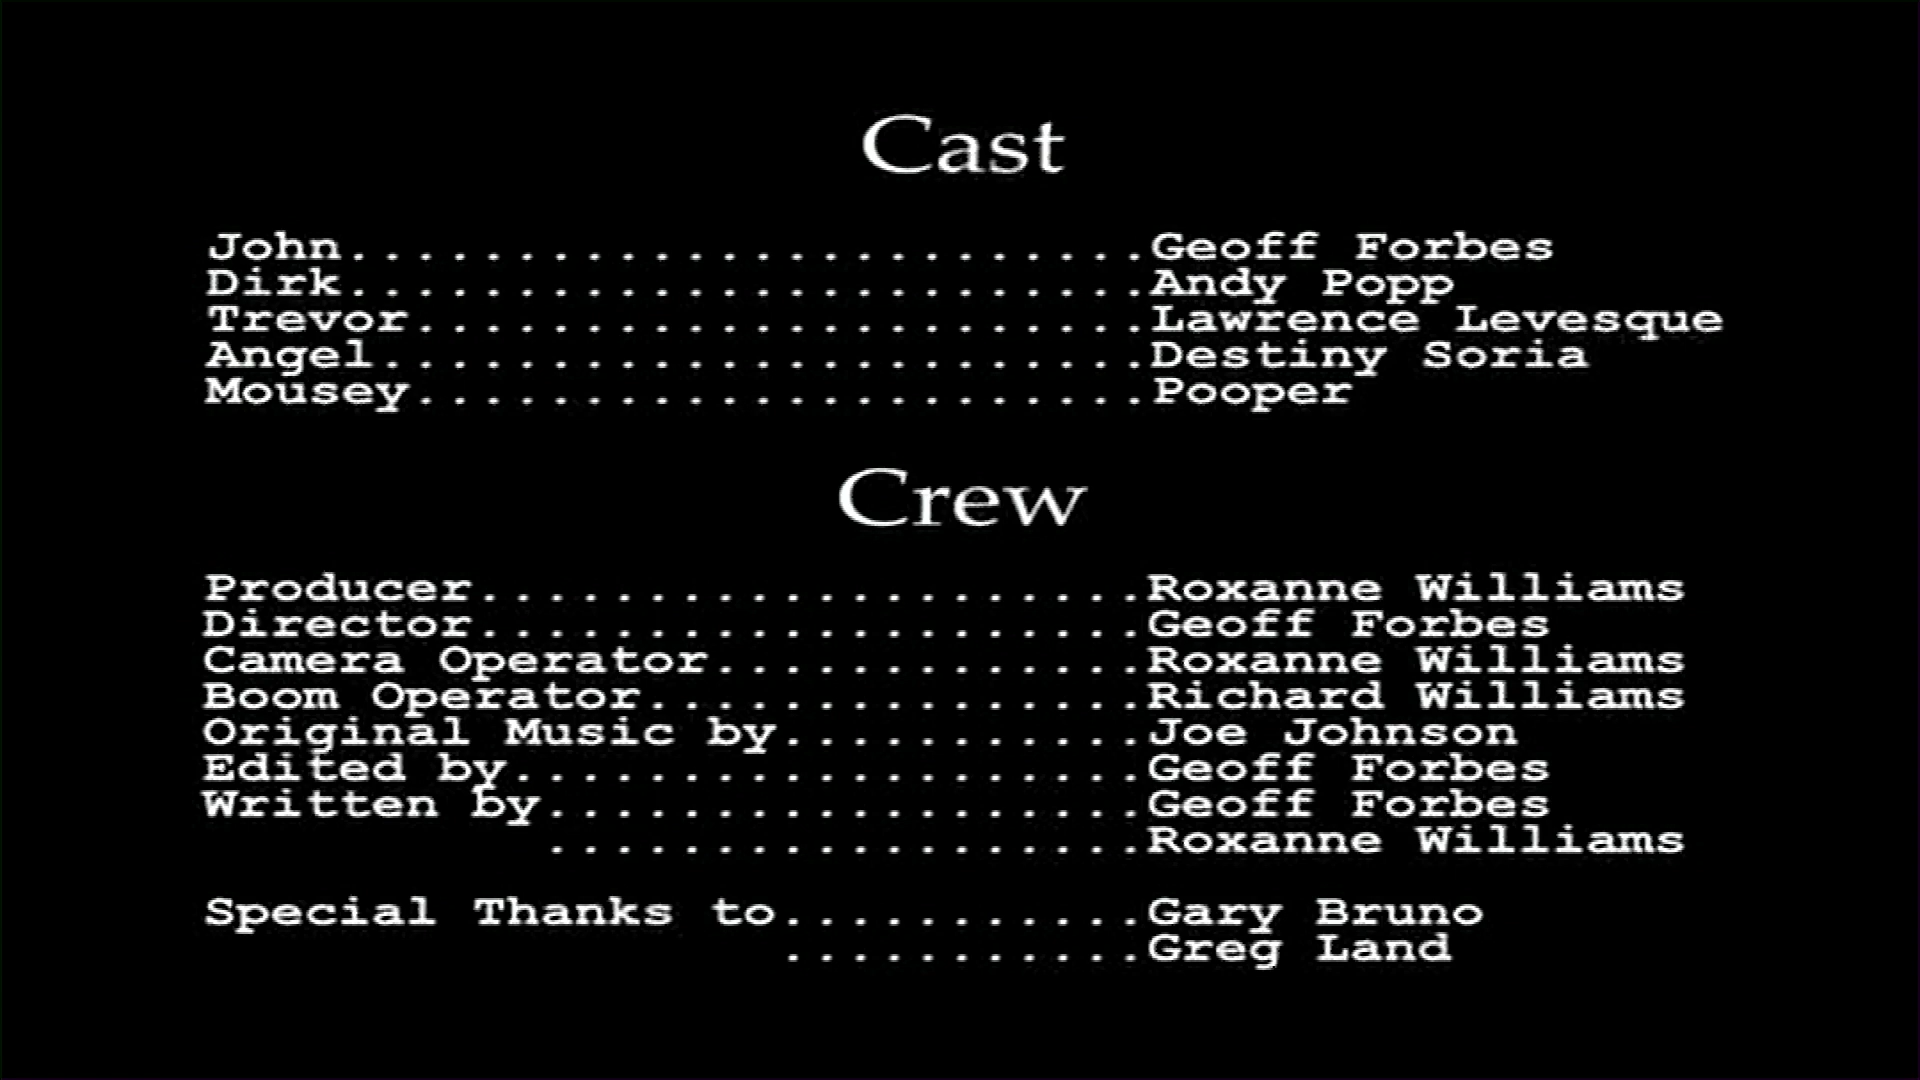 Cast
John........................Geoff Forbes
Dirk........................Andy Popp
Trevor......................Lawrence Levesque
Angel.......................Destiny Soria
Mousey......................Pooper
Crew
Producer....................Roxanne Williams
Director....................Geoff Forbes
Camera Operator.............Roxanne Williams
Boom Operator...............Richard Williams
Original Music by...........Joe Johnson
Edited by...................Geoff Forbes
Written by..................Geoff Forbes
..................Roxanne Williams
Special Thanks to...........Gary Bruno
...........Greg Land